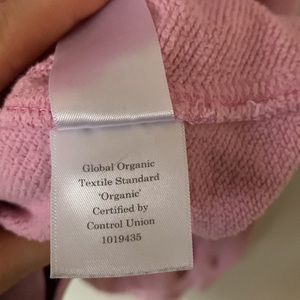 Global Organic
Textile Standard
'Organic'
Certified by
Control Union
1019435